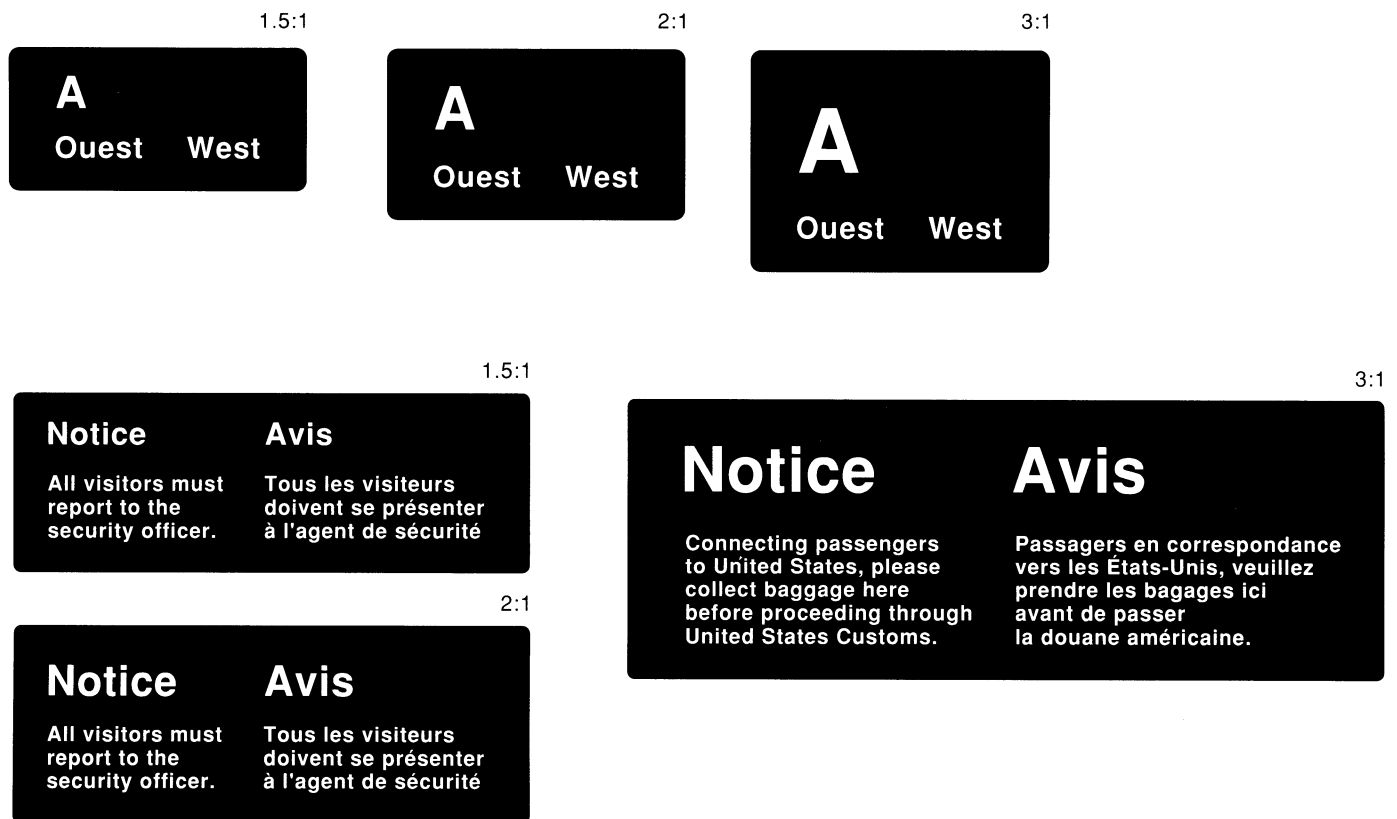 1.5:1
A
Ouest West
2:1
A
Ouest West
3:1
A
Ouest West
1.5:1
Notice Avis
All visitors must Tous les visiteurs
report to the doivent se présenter
security officer. à l'agent de sécurité
2:1
Notice Avis
All visitors must Tous les visiteurs
report to the doivent se présenter
security officer. à l'agent de sécurité
3:1
Notice Avis
Connecting passengers Passagers en correspondance
to United States, please vers les États-Unis, veuillez
collect baggage here prendre les bagages ici
before proceeding through avant de passer
United States Customs. la douane américaine.